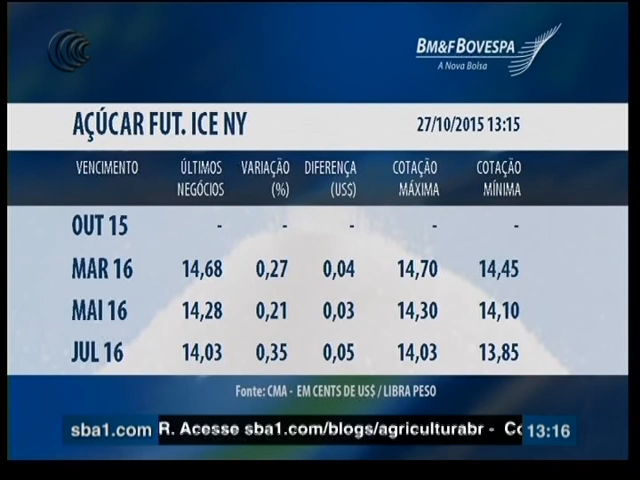 BM&FBOVESPA
A Nova Bolsa
AÇÚCAR FUT. ICE NY 27/10/2015 13:15
VENCIMENTO ÚLTIMOS NEGÓCIOS VARIAÇÃO (%) DIFERENÇA (US$) COTAÇÃO MÁXIMA COTAÇÃO MÍNIMA
OUT 15 - - - - -
MAR 16 14,68 0,27 0,04 14,70 14,45
MAI 16 14,28 0,21 0,03 14,30 14,10
JUL 16 14,03 0,35 0,05 14,03 13,85
Fonte: CMA - EM CENTS DE US$ / LIBRA PESO
sba1.com R. Acesse sba1.com/blogs/agriculturabr - Co 13:16